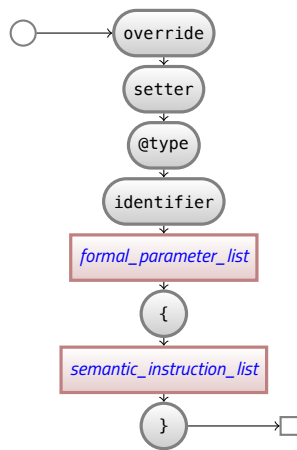 override
setter
@type
identifier
formal_parameter_list
{
semantic_instruction_list
}